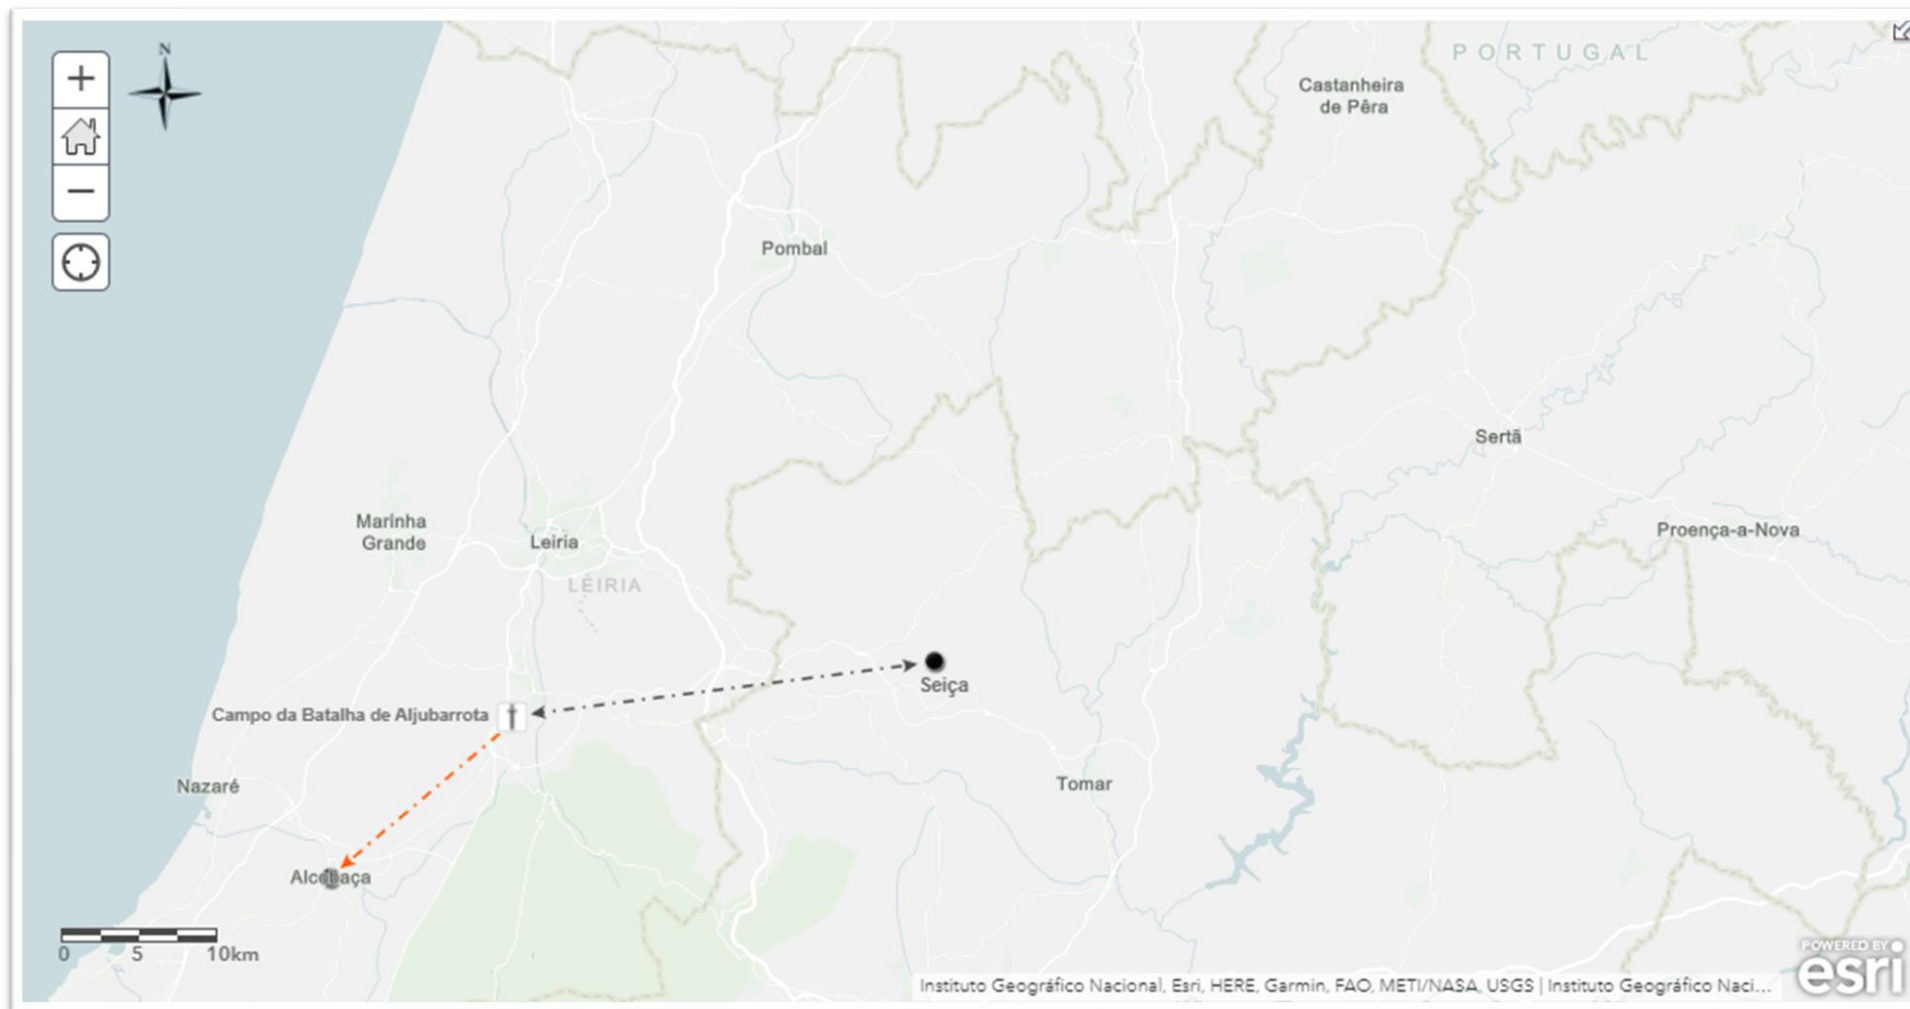 N
PORTUGAL
Castanheira
de Pêra
Pombal
Sertã
Marinha
Grande
Leiria
Proença-a-Nova
LEIRIA
Seiça
Campo da Batalha de Aljubarrota
Nazaré
Tomar
Alcobaça
0 5 10km
POWERED BY
esri
Instituto Geográfico Nacional, Esri, HERE, Garmin, FAO, METI/NASA, USGS | Instituto Geográfico Naci...